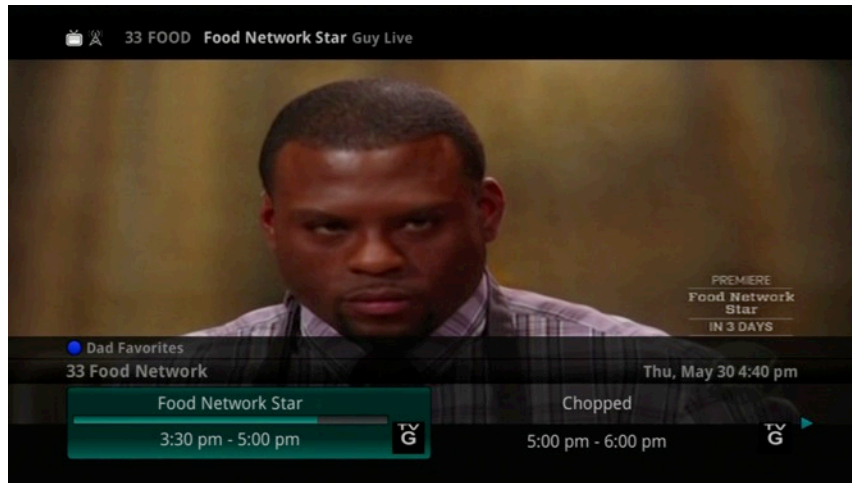 33 FOOD Food Network Star Guy Live
PREMIERE
Food Network
Star
IN 3 DAYS
Dad Favorites
33 Food Network Thu, May 30 4:40 pm
Food Network Star Chopped
3:30 pm - 5:00 pm TV G 5:00 pm - 6:00 pm TV G